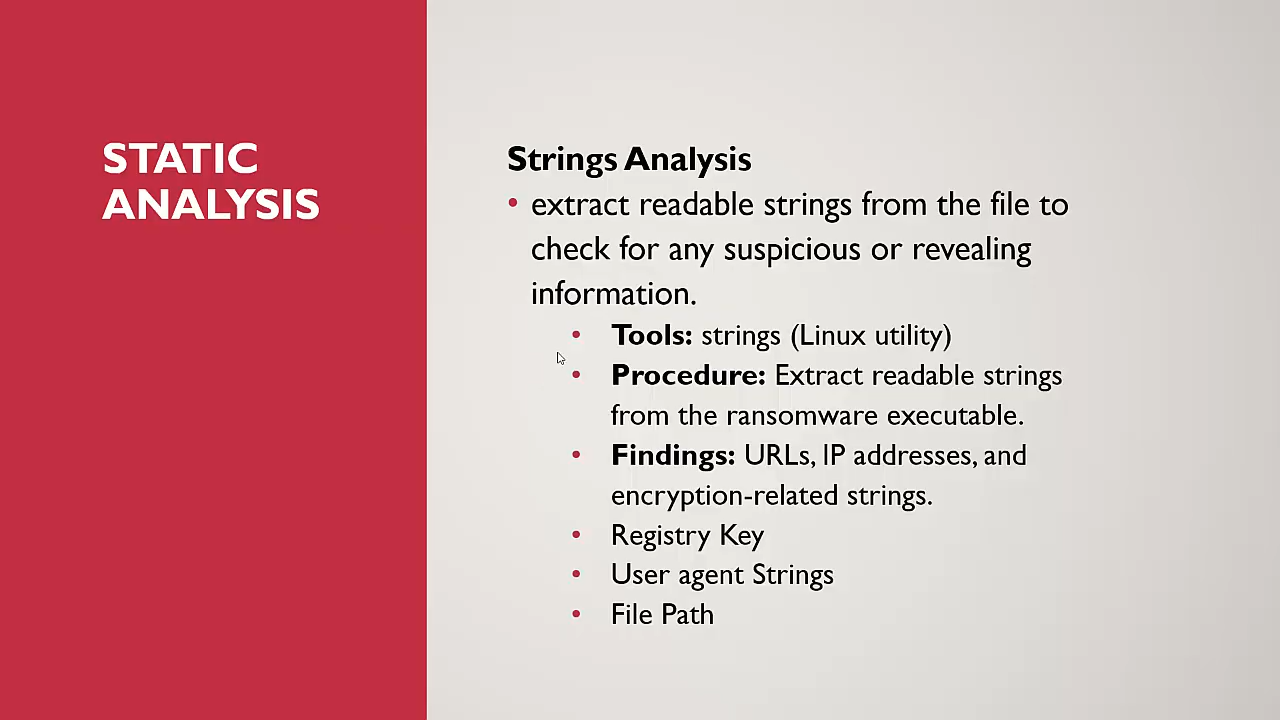 STATIC
ANALYSIS
Strings Analysis
• extract readable strings from the file to
check for any suspicious or revealing
information.
• Tools: strings (Linux utility)
• Procedure: Extract readable strings
from the ransomware executable.
• Findings: URLs, IP addresses, and
encryption-related strings.
• Registry Key
• User agent Strings
• File Path